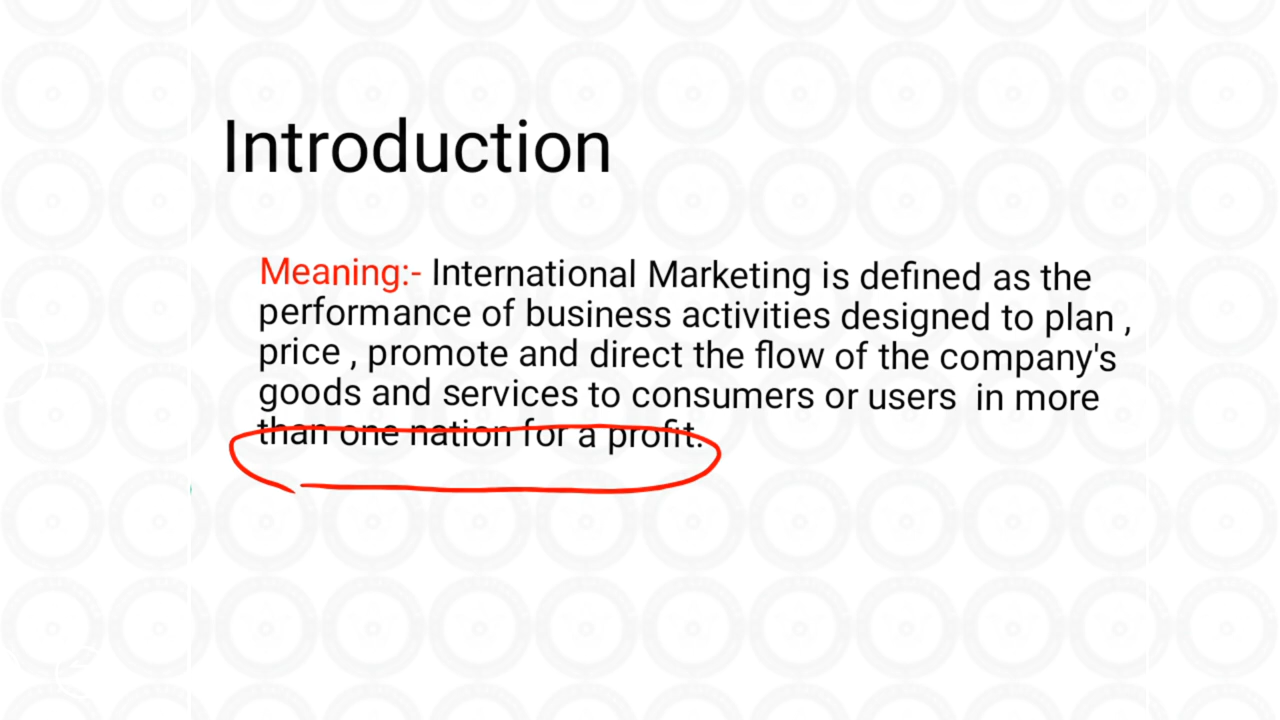 Introduction
Meaning:- International Marketing is defined as the
performance of business activities designed to plan ,
price , promote and direct the flow of the company's
goods and services to consumers or users  in more
than one nation for a profit.